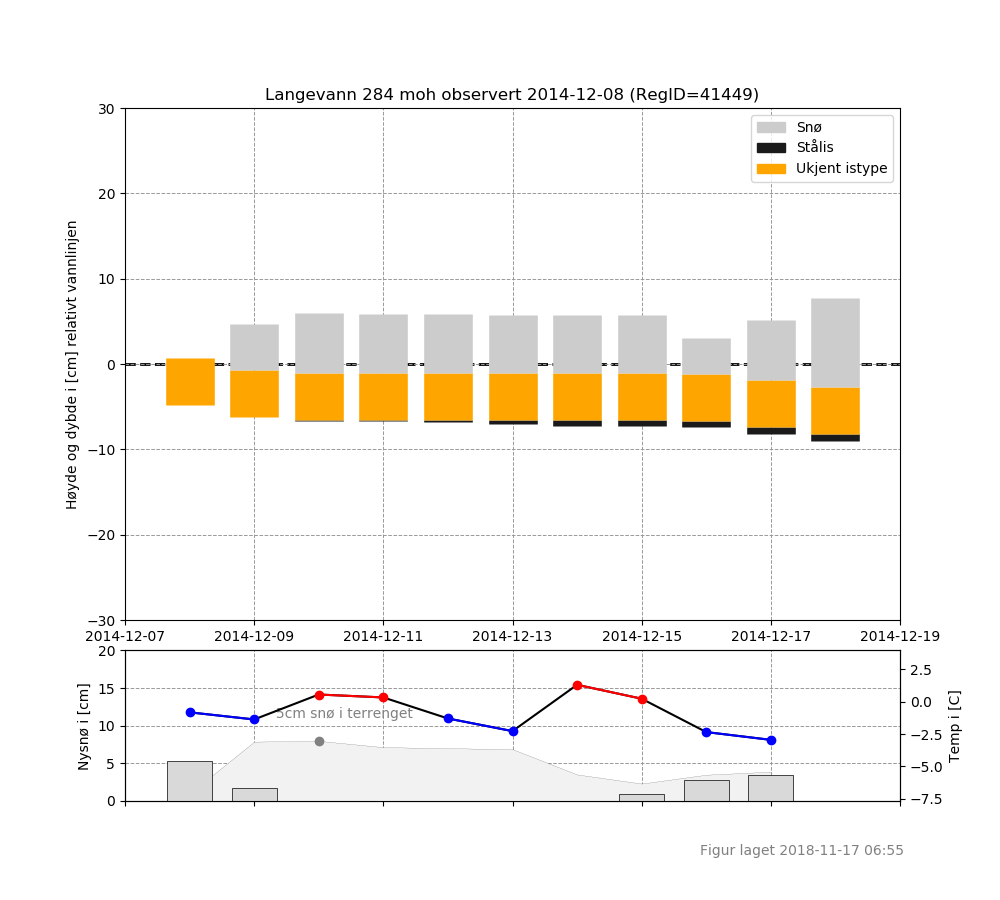 Langevann 284 moh observert 2014-12-08 (RegID=41449)
Snø
Stålis
Ukjent istype
Høyde og dybde i [cm] relativt vannlinjen
30
20
10
0
−10
−20
−30
2014-12-07 2014-12-09 2014-12-11 2014-12-13 2014-12-15 2014-12-17 2014-12-19
Nysnø i [cm]
20
15
10
5
0
5cm snø i terrenget
2.5
0.0
−2.5
−5.0
−7.5
Temp i [C]
Figur laget 2018-11-17 06:55